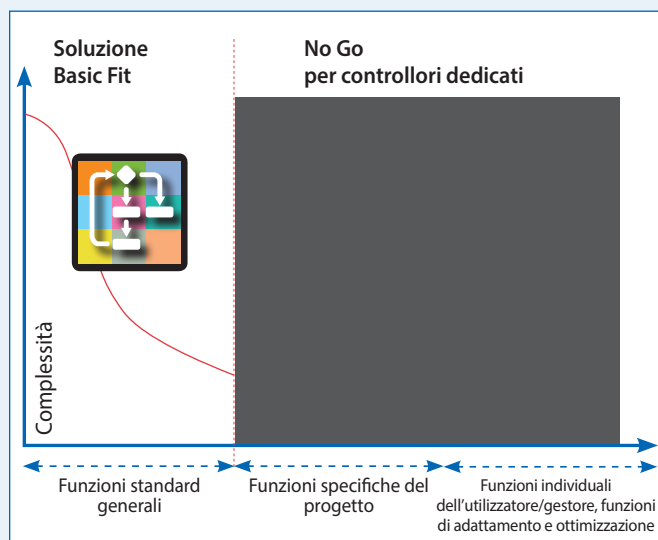 Soluzione
Basic Fit
No Go
per controllori dedicati
Complessità
Funzioni standard
generali
Funzioni specifiche del
progetto
Funzioni individuali
dell’utilizzatore/gestore, funzioni
di adattamento e ottimizzazione